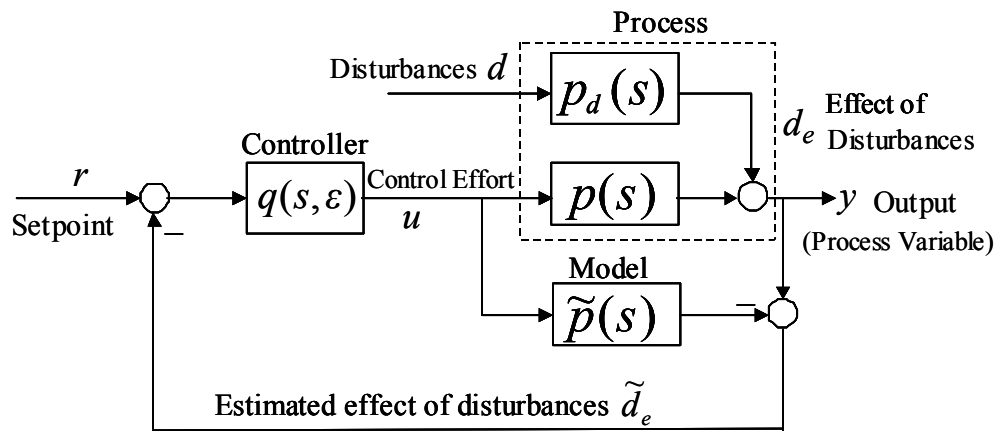 Process
Disturbances d
p_d(s)
d_e Effect of
Disturbances
Controller
r
q(s,ε)
Control Effort
u
p(s)
y Output
(Process Variable)
Setpoint
−
Model
p̃(s)
−
Estimated effect of disturbances d̃_e